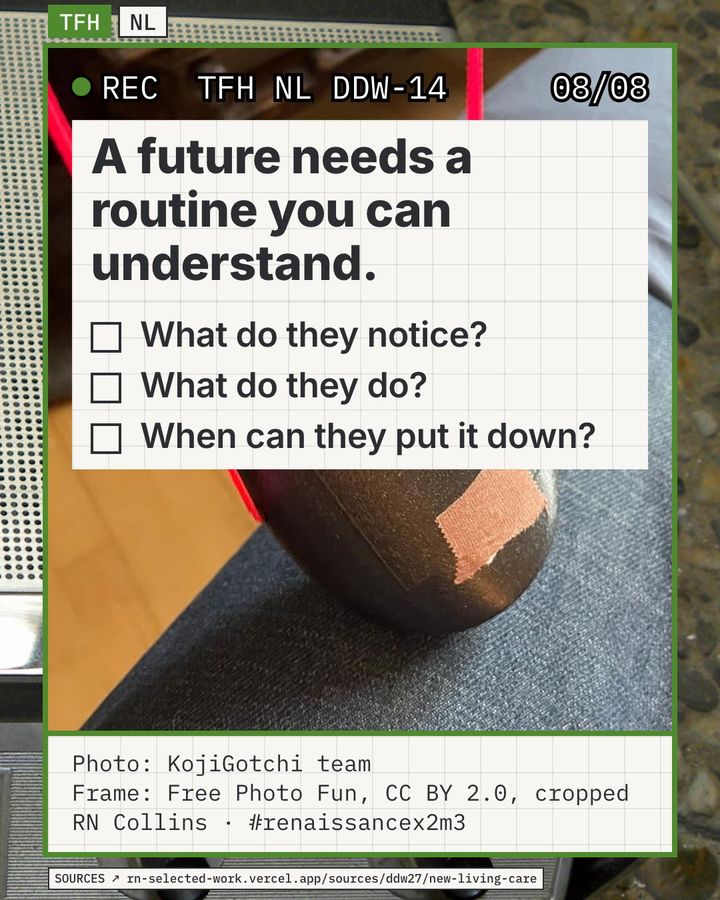 TFH NL
REC TFH NL DDW-14 08/08
A future needs a
routine you can
understand.
What do they notice?
What do they do?
When can they put it down?
Photo: KojiGotchi team
Frame: Free Photo Fun, CC BY 2.0, cropped
RN Collins · #renaissancex2m3
SOURCES ↗ rn-selected-work.vercel.app/sources/ddw27/new-living-care